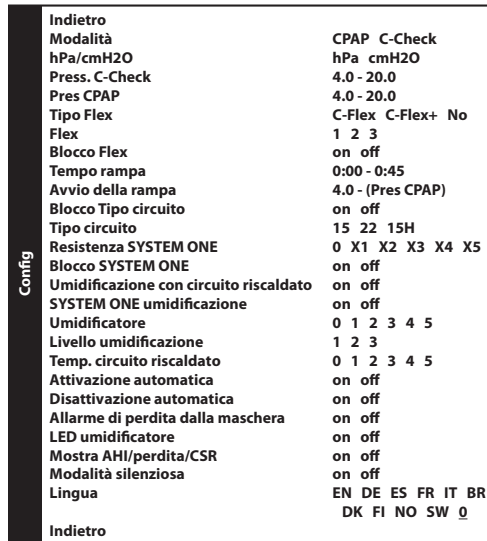 Config
Indietro
Modalità CPAP C-Check
hPa/cmH2O hPa cmH2O
Press. C-Check 4.0 - 20.0
Pres CPAP 4.0 - 20.0
Tipo Flex C-Flex C-Flex+ No
Flex 1 2 3
Blocco Flex on off
Tempo rampa 0:00 - 0:45
Avvio della rampa 4.0 - (Pres CPAP)
Blocco Tipo circuito on off
Tipo circuito 15 22 15H
Resistenza SYSTEM ONE 0 X1 X2 X3 X4 X5
Blocco SYSTEM ONE on off
Umidificazione con circuito riscaldato on off
SYSTEM ONE umidificazione on off
Umidificatore 0 1 2 3 4 5
Livello umidificazione 1 2 3
Temp. circuito riscaldato 0 1 2 3 4 5
Attivazione automatica on off
Disattivazione automatica on off
Allarme di perdita dalla maschera on off
LED umidificatore on off
Mostra AHI/perdita/CSR on off
Modalità silenziosa on off
Lingua EN DE ES FR IT BR
DK FI NO SW 0
Indietro